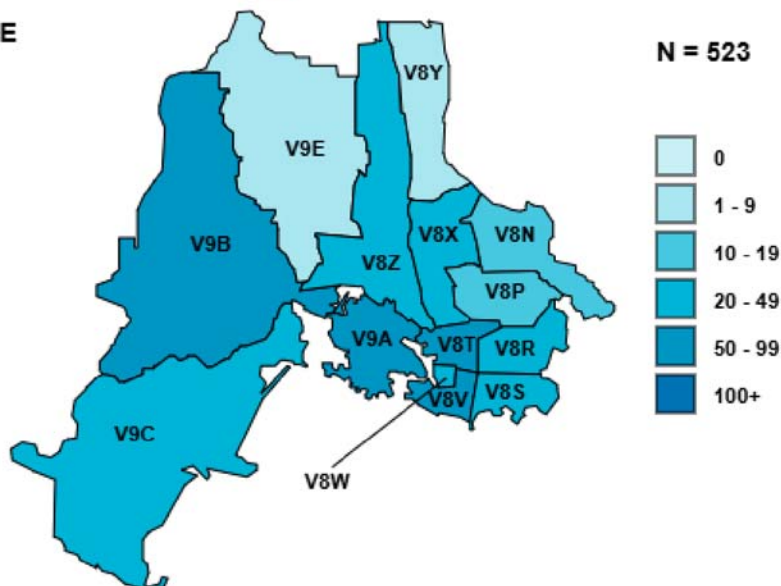 E
N = 523
V8Y
V9E
0
1 - 9
V9B
V8X
V8N
10 - 19
V8Z
V8P
20 - 49
V9A
V8T
V8R
50 - 99
V8V
V8S
100+
V9C
V8W